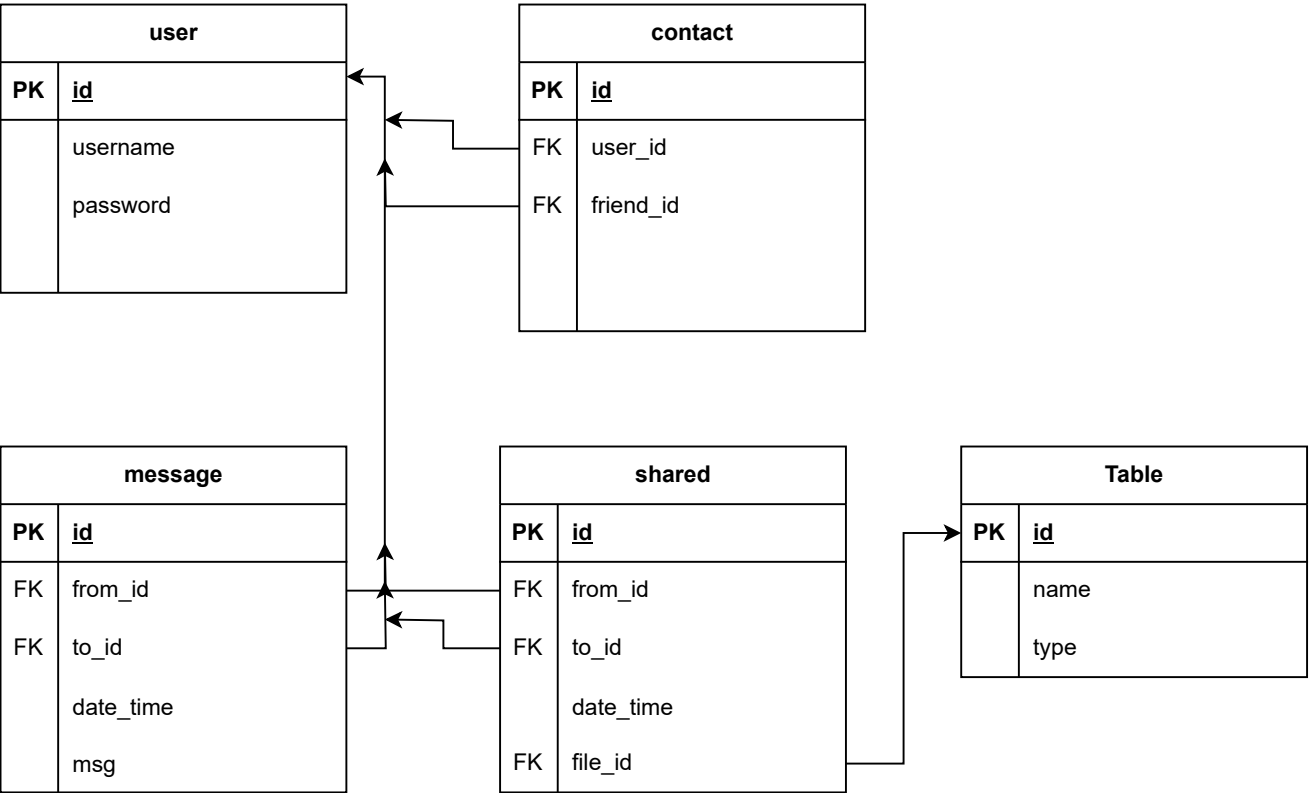 user
PK id
username
password
contact
PK id
FK user_id
FK friend_id
message
PK id
FK from_id
FK to_id
date_time
msg
shared
PK id
FK from_id
FK to_id
date_time
FK file_id
Table
PK id
name
type